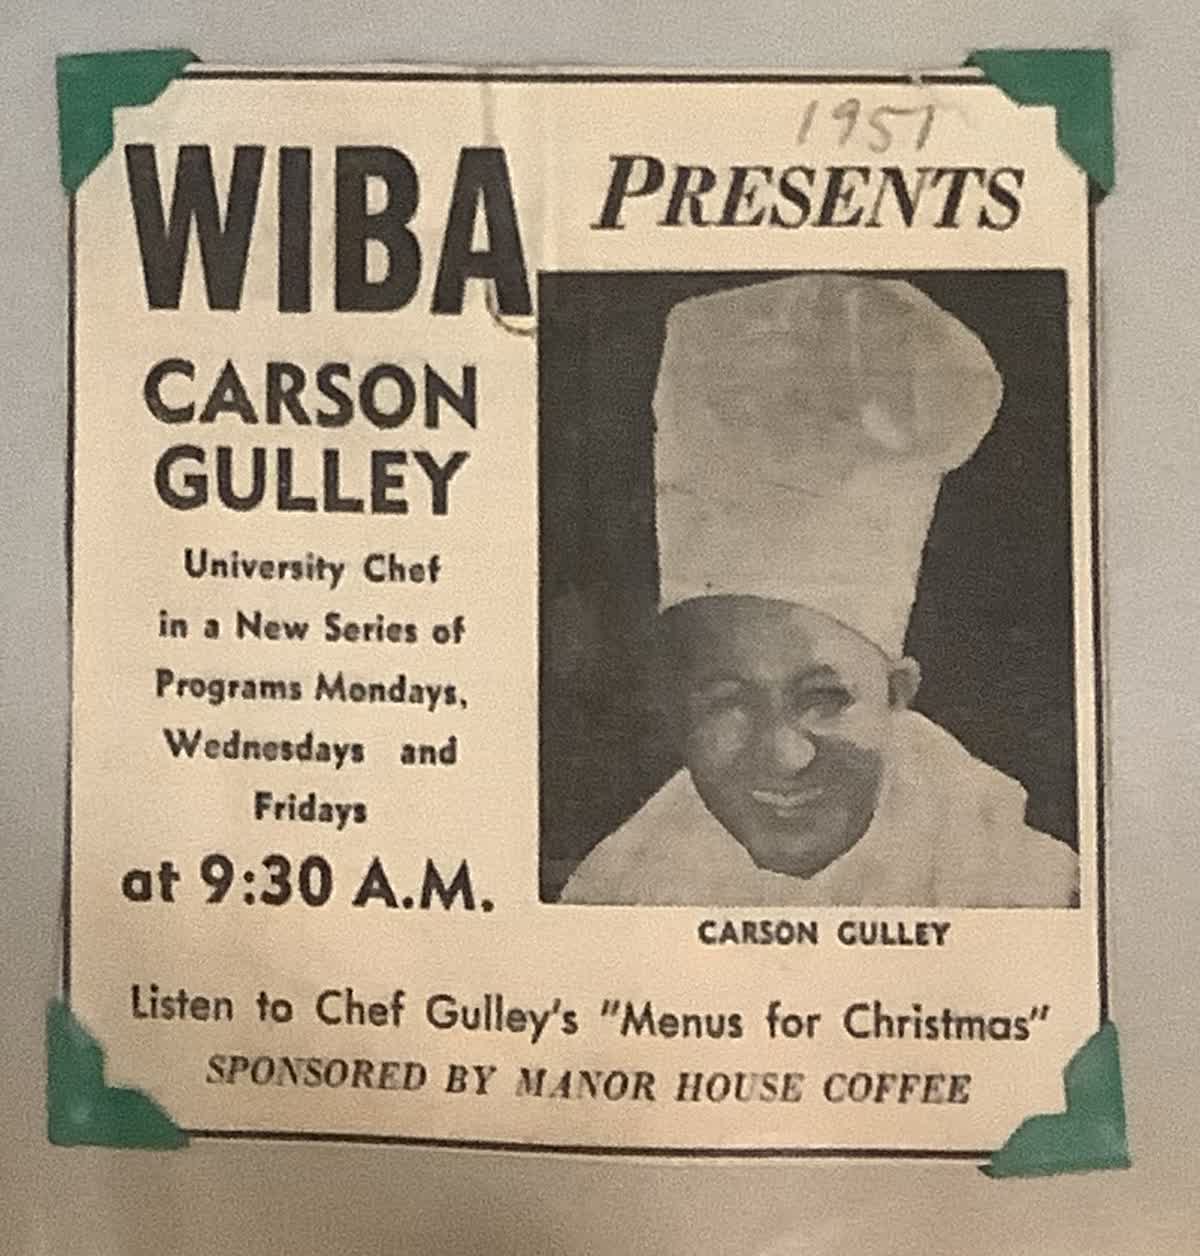 1951
WIBA PRESENTS
CARSON
GULLEY
University Chef
in a New Series of
Programs Mondays,
Wednesdays and
Fridays
at 9:30 A.M.
CARSON GULLEY
Listen to Chef Gulley's "Menus for Christmas"
SPONSORED BY MANOR HOUSE COFFEE